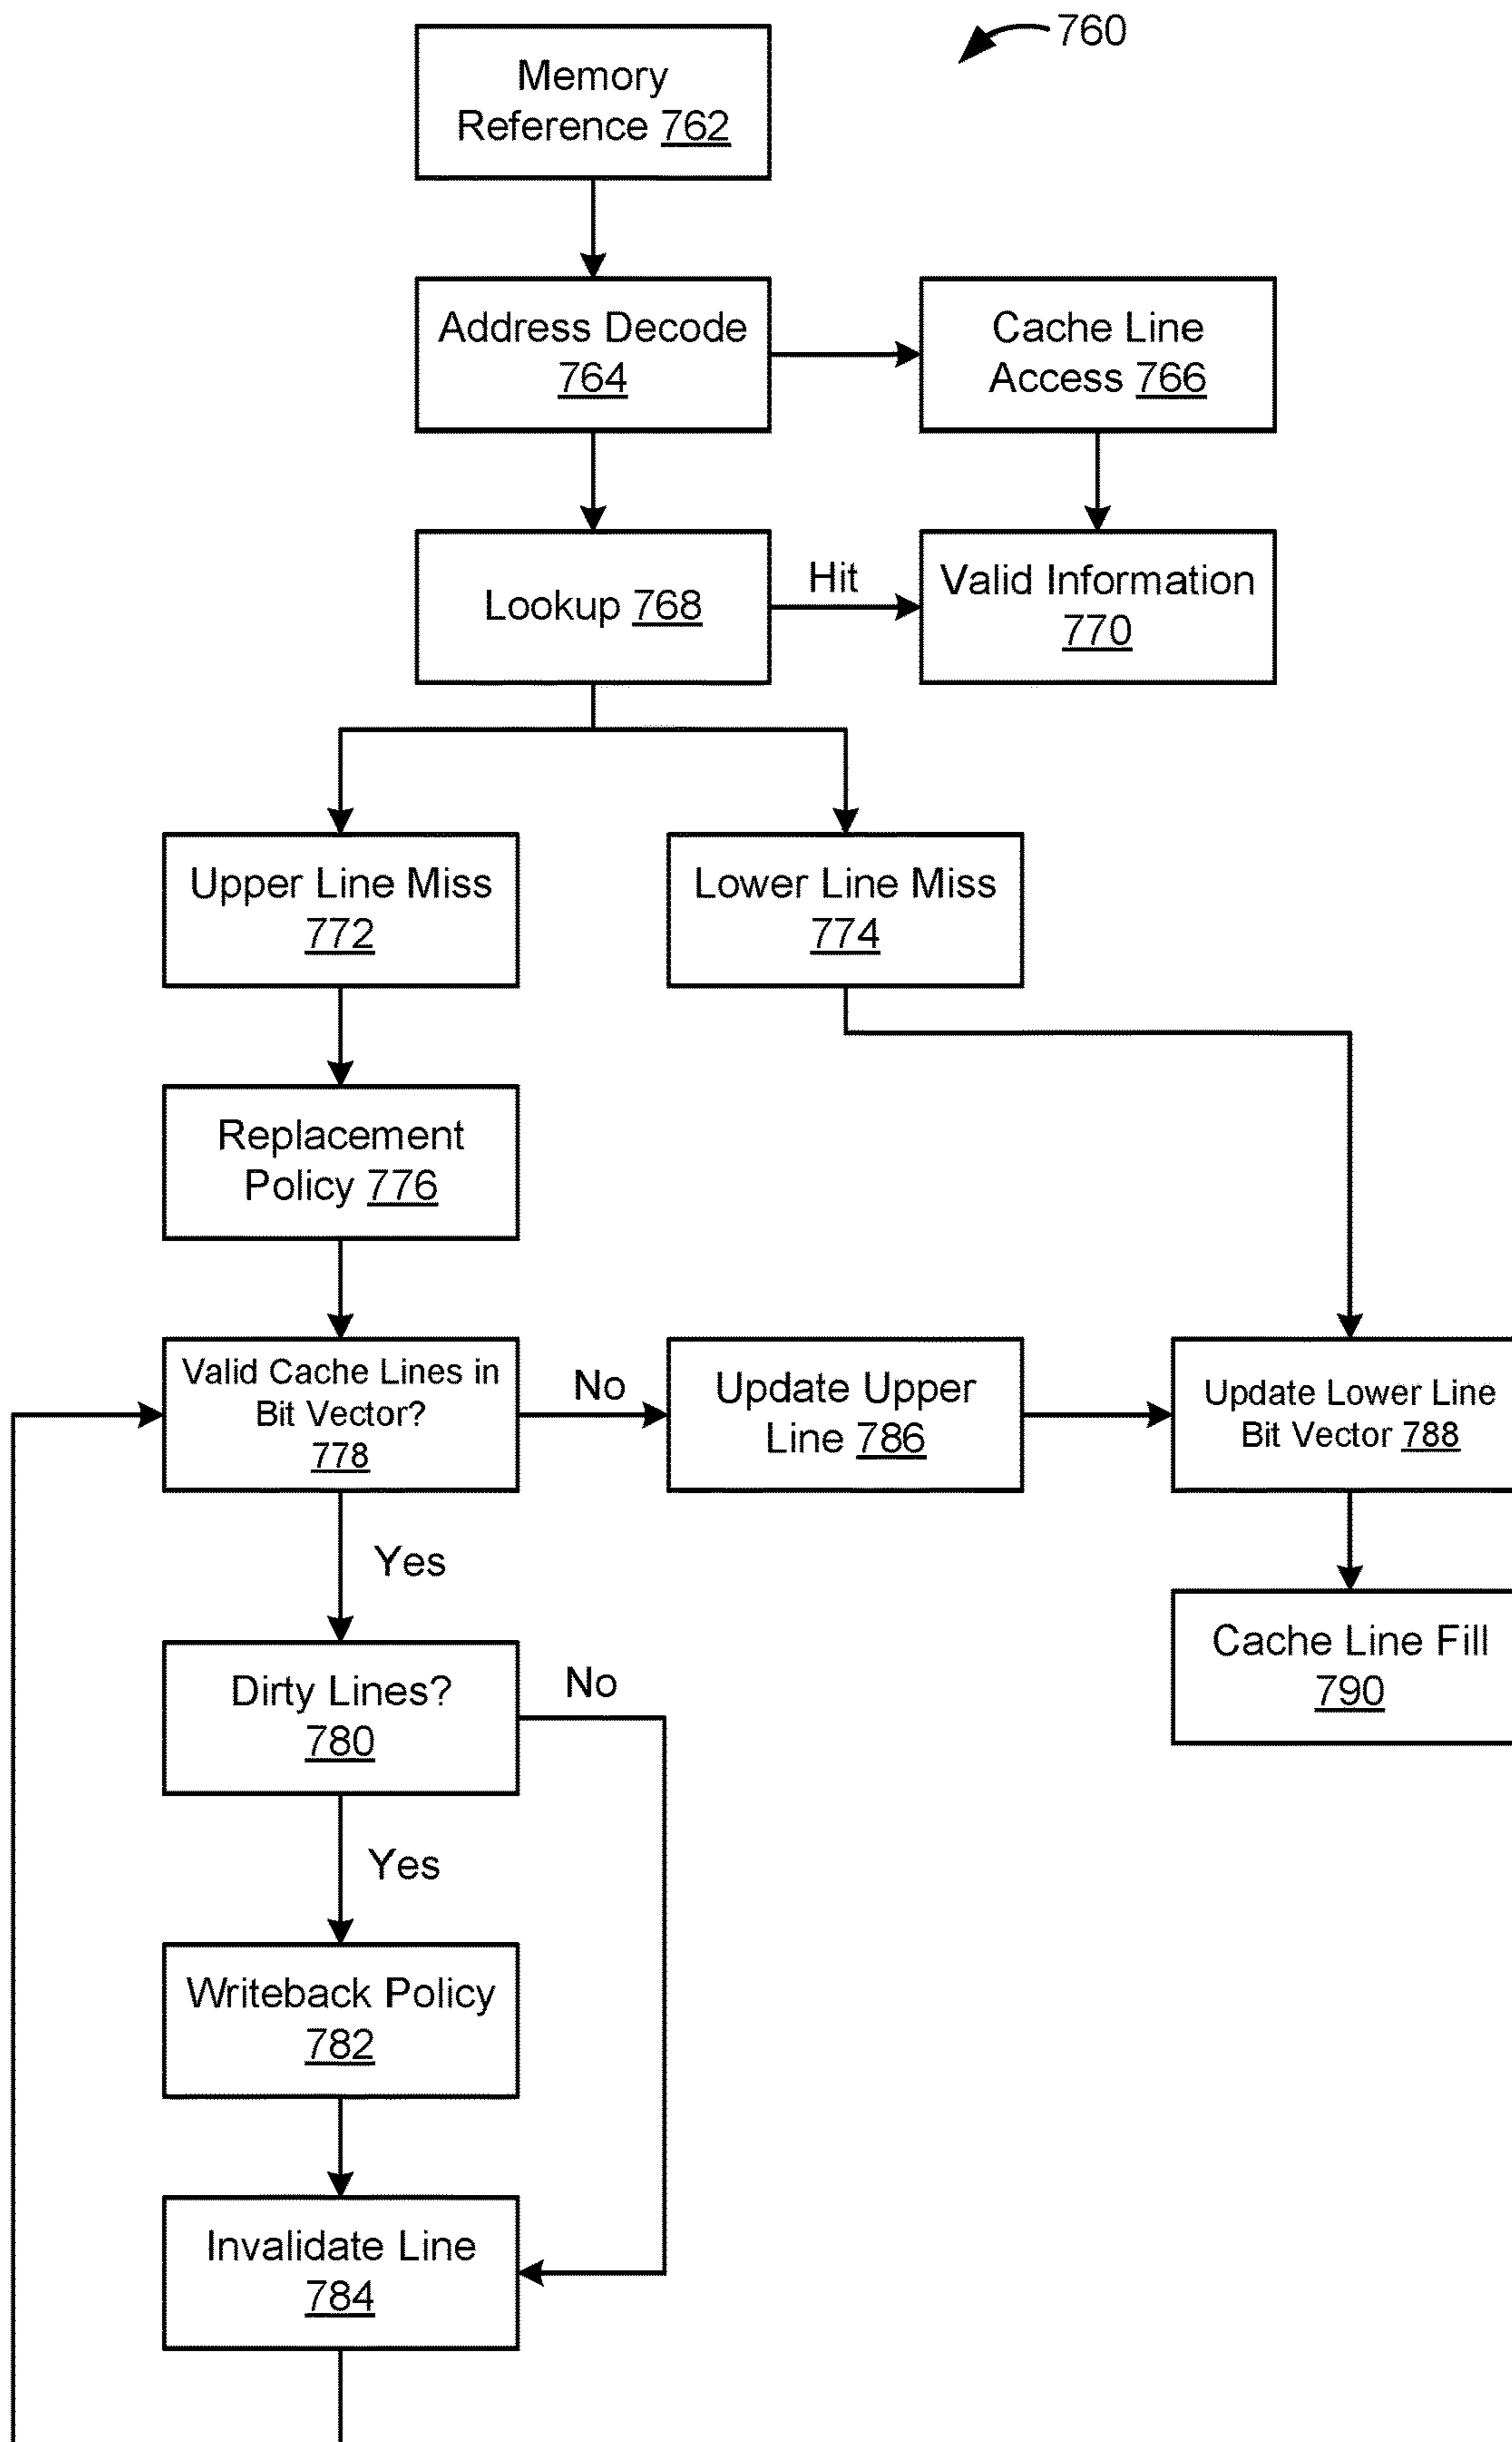 760
Memory
Reference 762
Address Decode
764
Cache Line
Access 766
Lookup 768
Hit
Valid Information
770
Upper Line Miss
772
Lower Line Miss
774
Replacement
Policy 776
Valid Cache Lines in
Bit Vector?
778
No
Update Upper
Line 786
Update Lower Line
Bit Vector 788
Yes
Cache Line Fill
790
Dirty Lines?
780
No
Yes
Writeback Policy
782
Invalidate Line
784